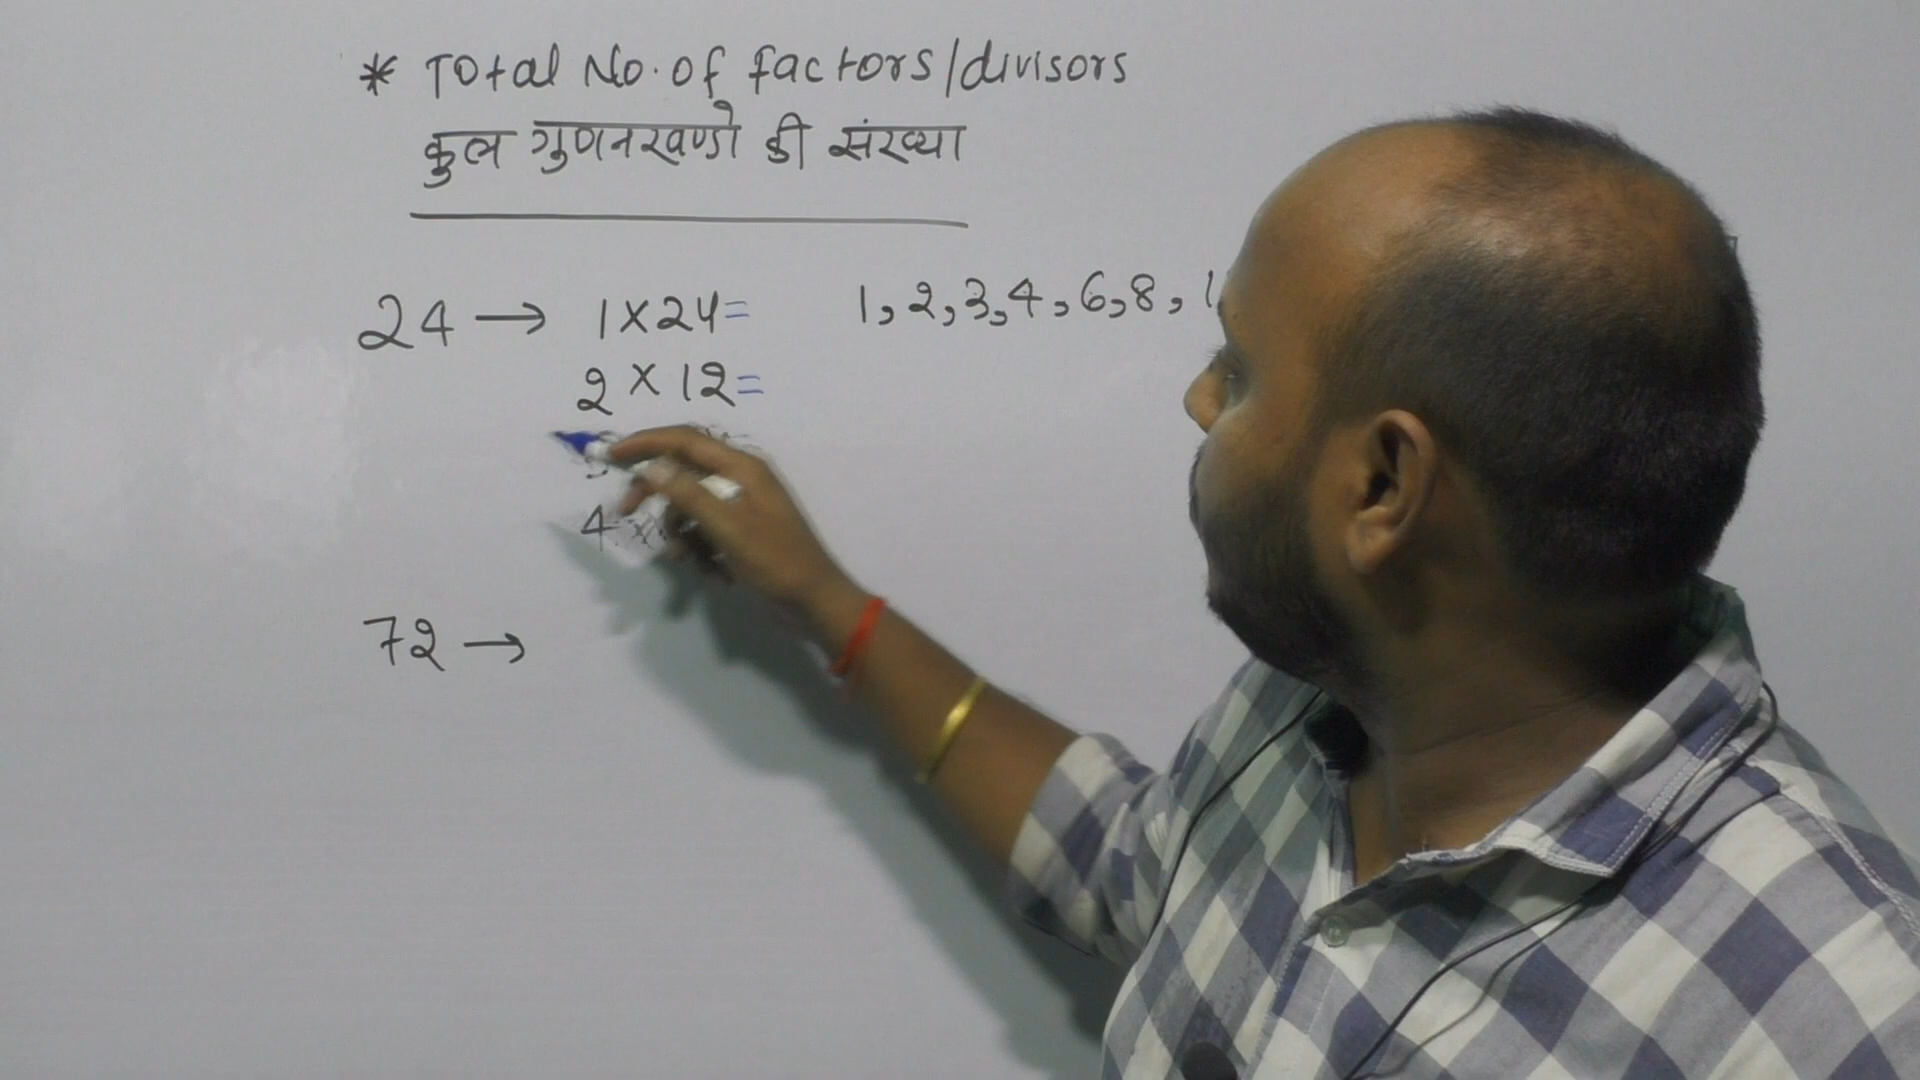 * Total No. of factors/divisors
कुल गुणनखण्डो की संख्या
24 → 1 x 24 = 1, 2, 3, 4, 6, 8, 1
2 x 12 =
4 x
72 →